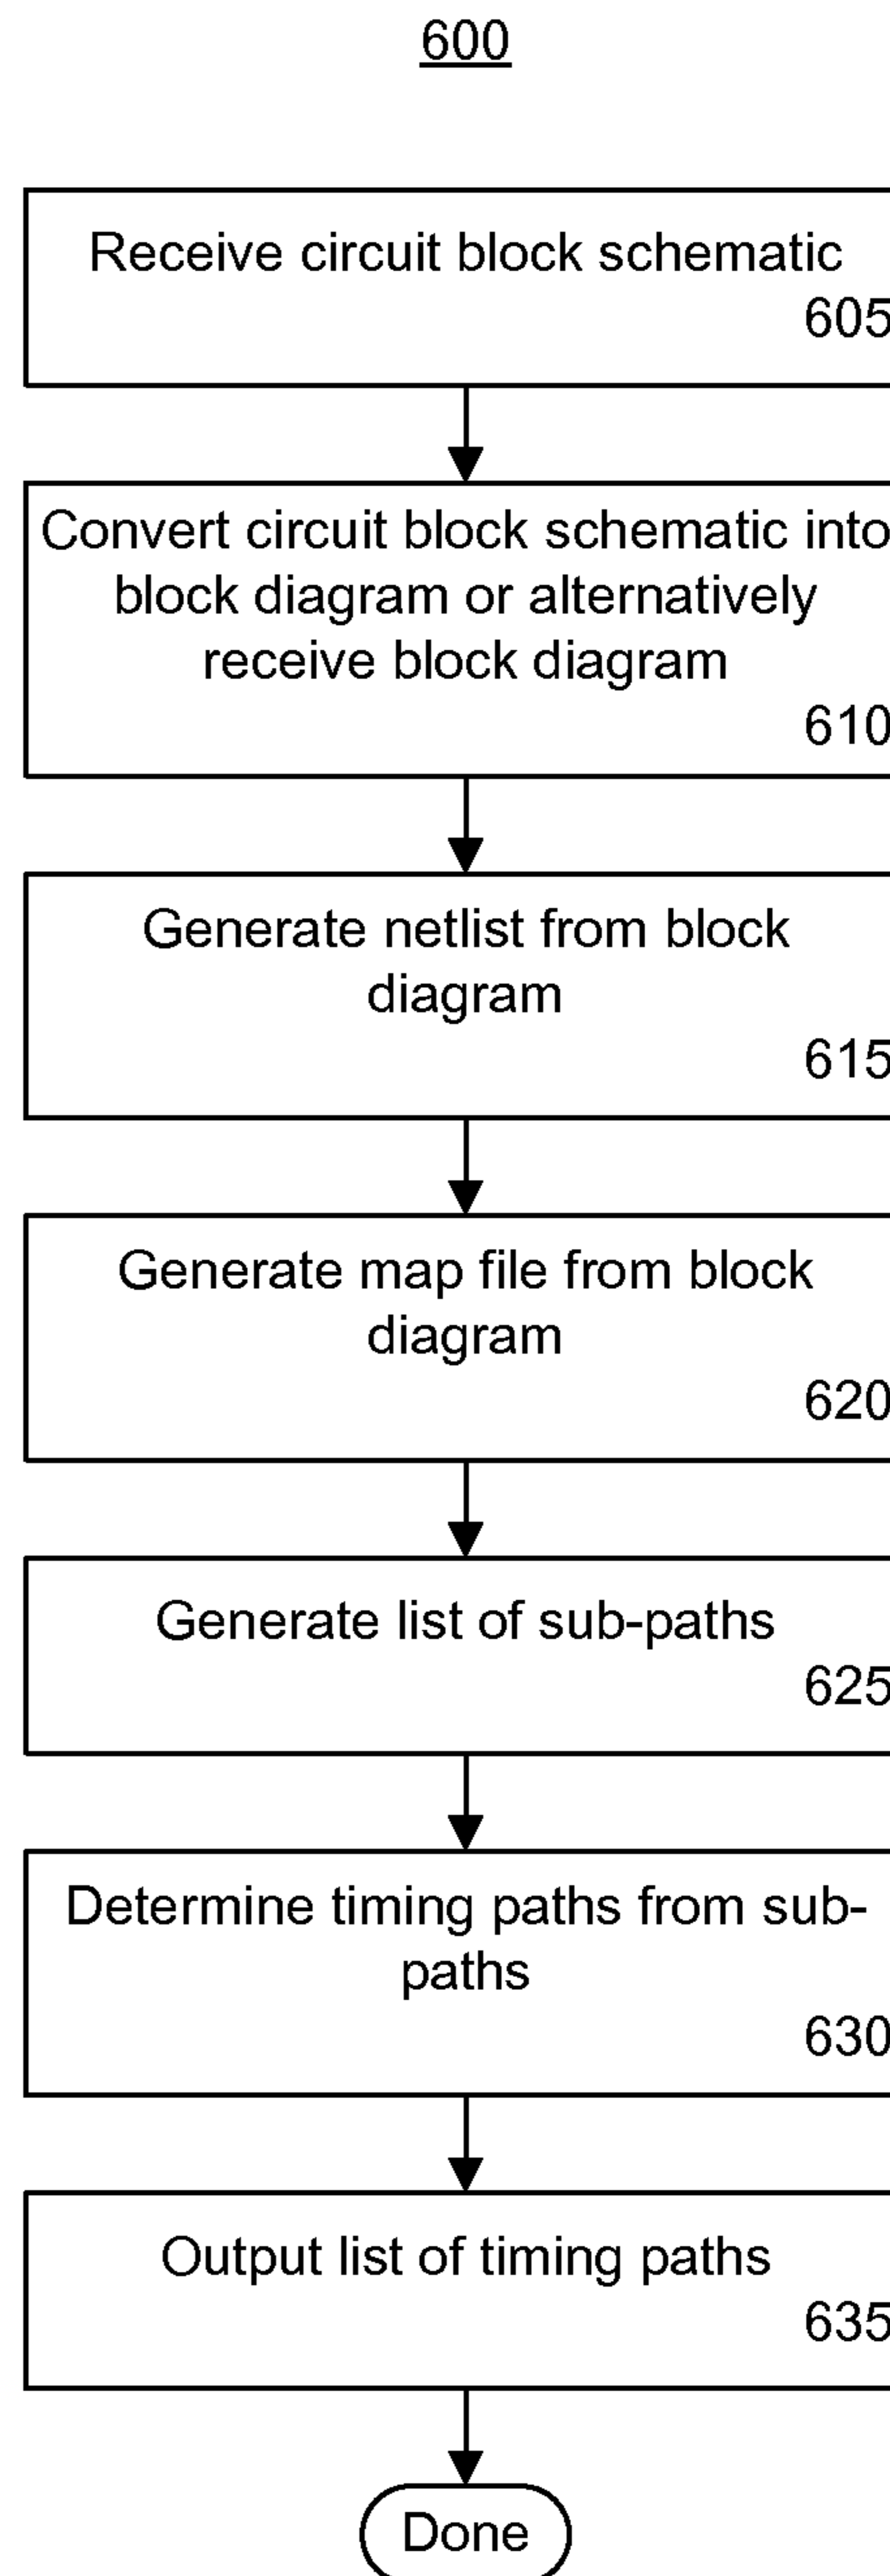 600
Receive circuit block schematic
605
Convert circuit block schematic into
block diagram or alternatively
receive block diagram
610
Generate netlist from block
diagram
615
Generate map file from block
diagram
620
Generate list of sub-paths
625
Determine timing paths from sub-
paths
630
Output list of timing paths
635
Done